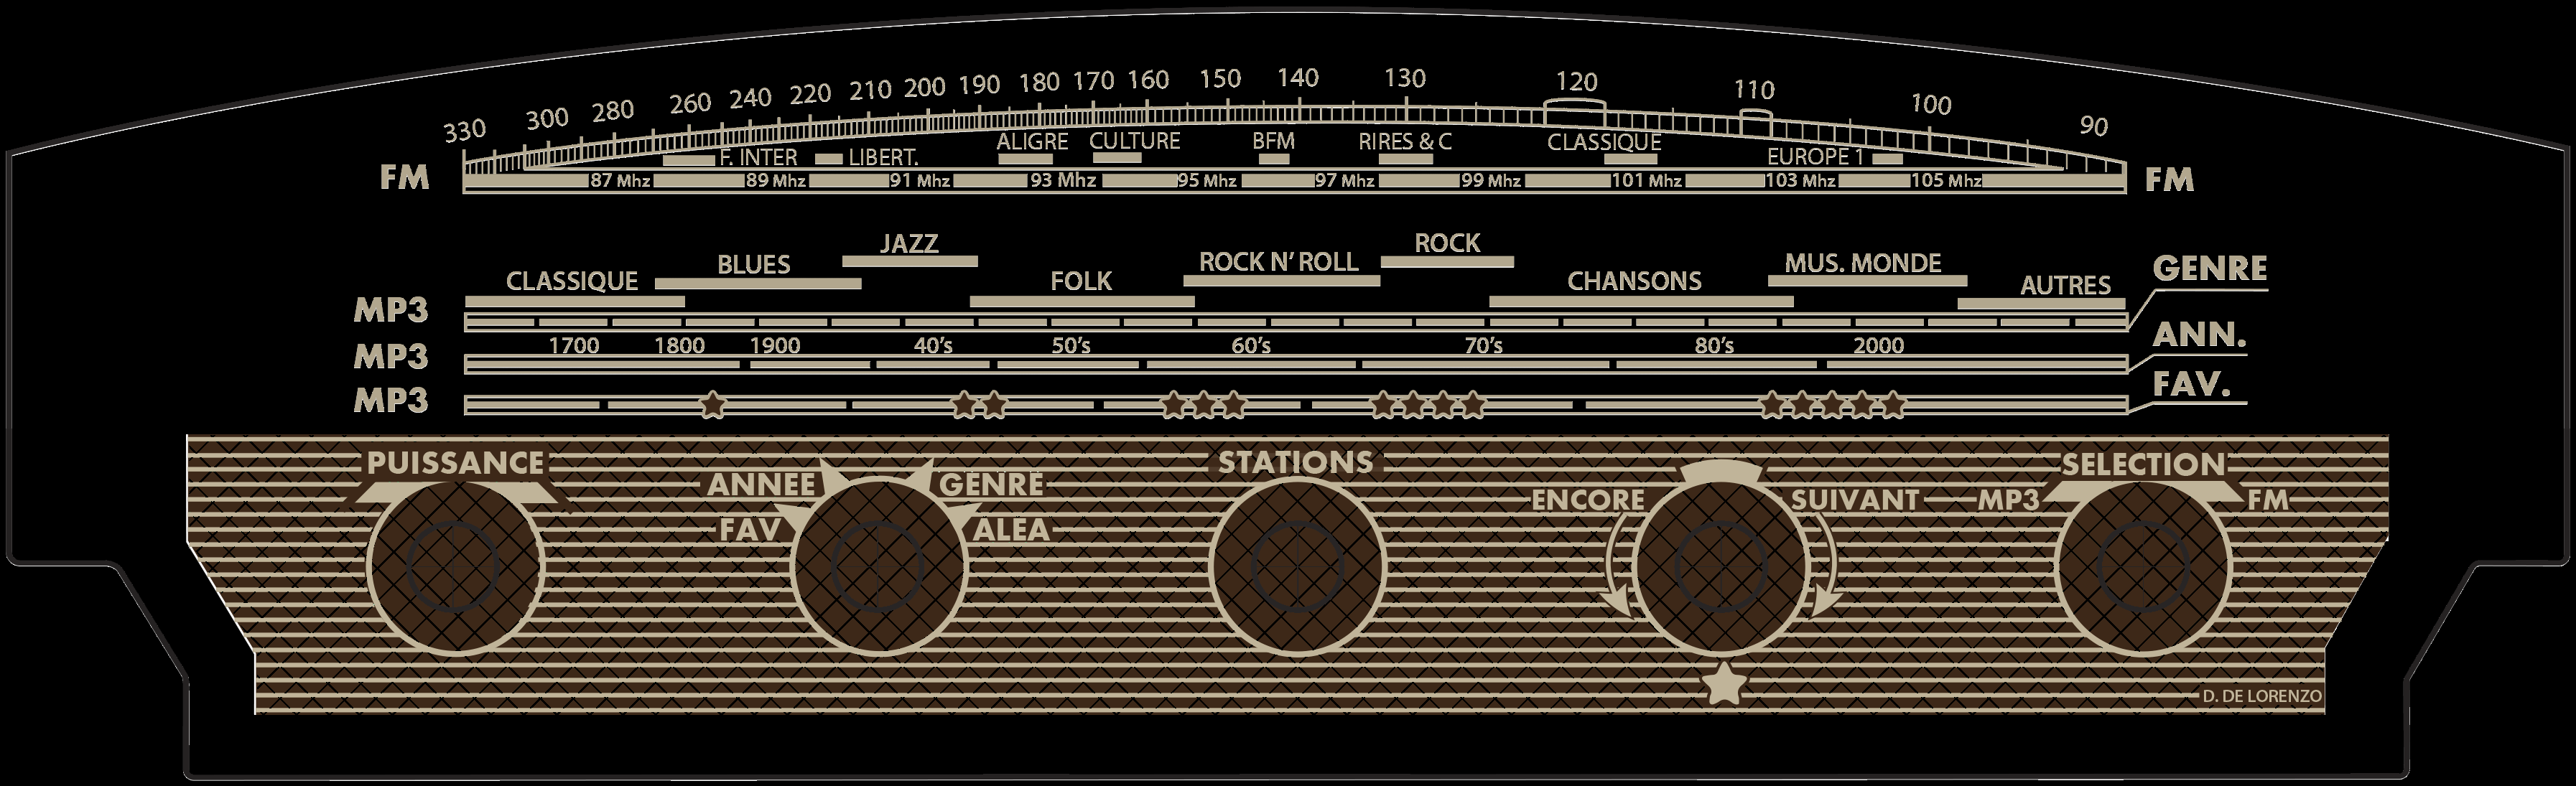 330 300 280 260 240 220 210 200 190 180 170 160 150 140 130 120 110 100 90
F. INTER LIBERT. ALIGRE CULTURE BFM RIRES & C CLASSIQUE EUROPE 1
FM 87 Mhz 89 Mhz 91 Mhz 93 Mhz 95 Mhz 97 Mhz 99 Mhz 101 Mhz 103 Mhz 105 Mhz FM
CLASSIQUE BLUES JAZZ FOLK ROCK N' ROLL ROCK CHANSONS MUS. MONDE AUTRES
MP3 GENRE
1700 1800 1900 40's 50's 60's 70's 80's 2000
MP3 ANN.
MP3 FAV.
PUISSANCE STATIONS SELECTION
ANNEE GENRE ENCORE SUIVANT MP3 FM
FAV ALEA
D. DE LORENZO